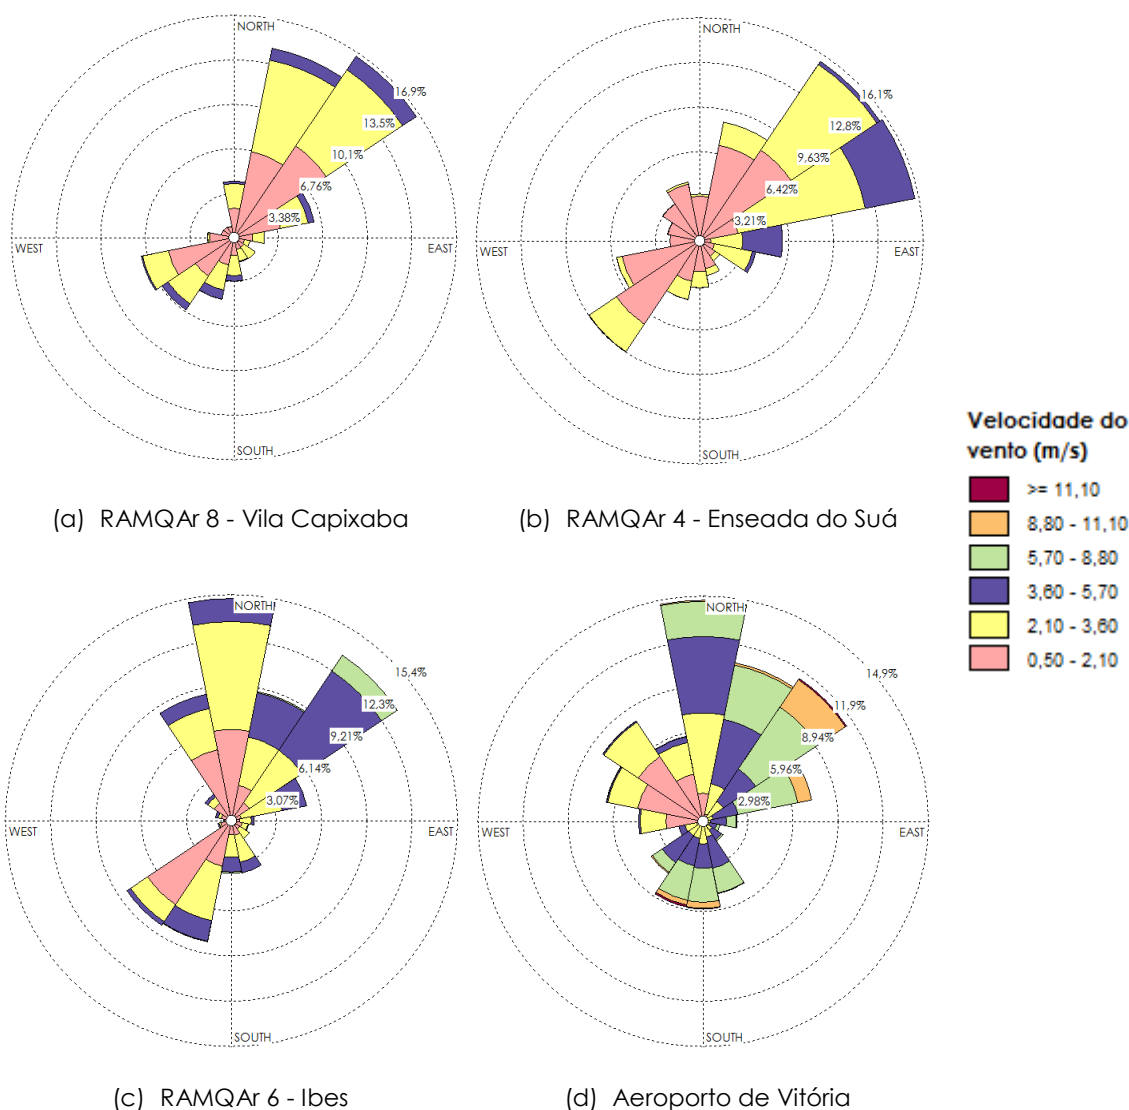 NORTH
16,9%
13,5%
10,1%
6,76%
3,38%
WEST
EAST
SOUTH
(a) RAMQAr 8 - Vila Capixaba
NORTH
16,1%
12,8%
9,63%
6,42%
3,21%
WEST
EAST
SOUTH
(b) RAMQAr 4 - Enseada do Suá
Velocidade do
vento (m/s)
>= 11,10
8,80 - 11,10
5,70 - 8,80
3,60 - 5,70
2,10 - 3,60
0,50 - 2,10
NORTH
15,4%
12,3%
9,21%
6,14%
3,07%
WEST
EAST
SOUTH
(c) RAMQAr 6 - Ibes
NORTH
14,9%
11,9%
8,94%
5,96%
2,98%
WEST
EAST
SOUTH
(d) Aeroporto de Vitória